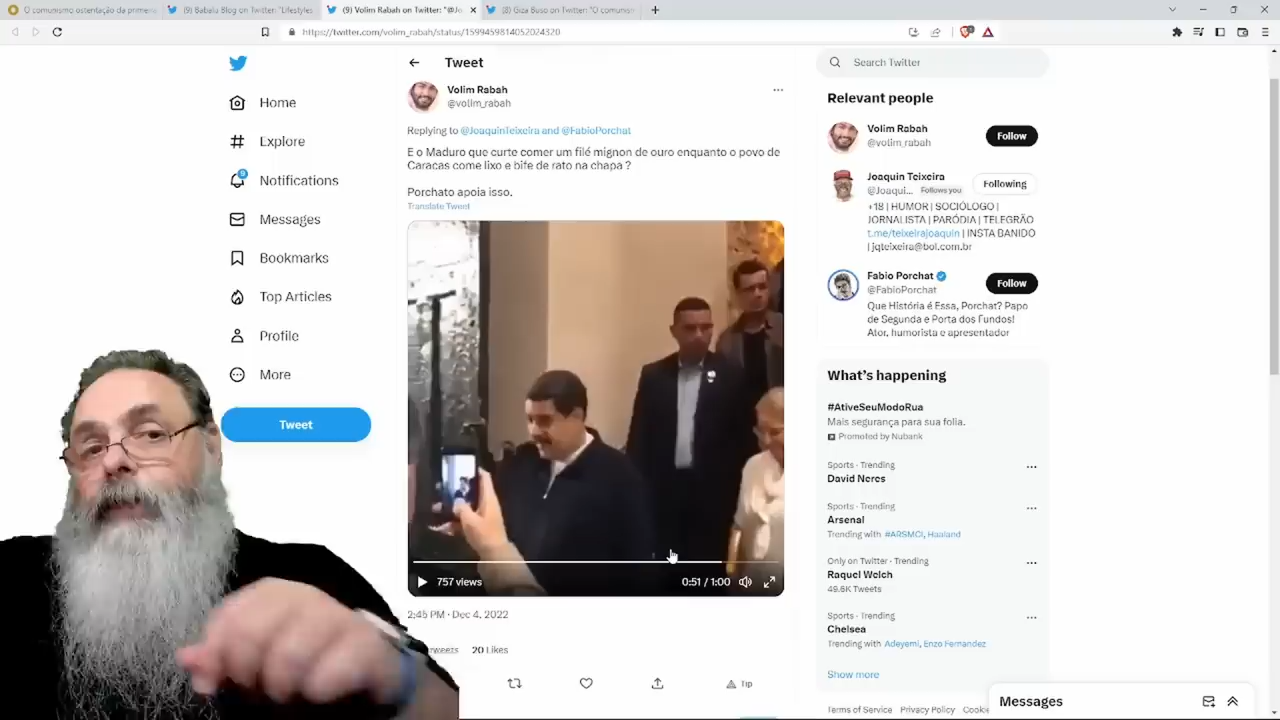 O comunismo ostentação da primeira
(9) Babalu Blog on Twitter: "Lifestyles
(9) Volim Rabah on Twitter: "@Jo
(9) Giza Buso on Twitter: "O comunis
https://twitter.com/volim_rabah/status/1599459814052024320
Home
Explore
9
Notifications
Messages
Bookmarks
Top Articles
Profile
More
Tweet
Tweet
Volim Rabah
@volim_rabah
Replying to @JoaquinTeixeira and @FabioPorchat
E o Maduro que curte comer um filé mignon de ouro enquanto o povo de
Caracas come lixo e bife de rato na chapa ?
Porchato apoia isso.
Translate Tweet
757 views
0:51 / 1:00
2:45 PM · Dec 4, 2022
20 Likes
Tip
Search Twitter
Relevant people
Volim Rabah
@volim_rabah
Follow
Joaquin Teixeira
@Joaqui... Follows you
Following
+18 | HUMOR | SOCIÓLOGO |
JORNALISTA | PARÓDIA | TELEGRÃO
t.me/teixeirajoaquin | INSTA BANIDO
| jqteixeira@bol.com.br
Fabio Porchat
@FabioPorchat
Follow
Que História é Essa, Porchat? Papo
de Segunda e Porta dos Fundos!
Ator, humorista e apresentador
What's happening
#AtiveSeuModoRua
Mais segurança para sua folia.
Promoted by Nubank
Sports · Trending
David Neres
Sports · Trending
Arsenal
Trending with #ARSMCI, Haaland
Only on Twitter · Trending
Raquel Welch
49.6K Tweets
Sports · Trending
Chelsea
Trending with Adeyemi, Enzo Fernandez
Show more
Terms of Service Privacy Policy
Messages